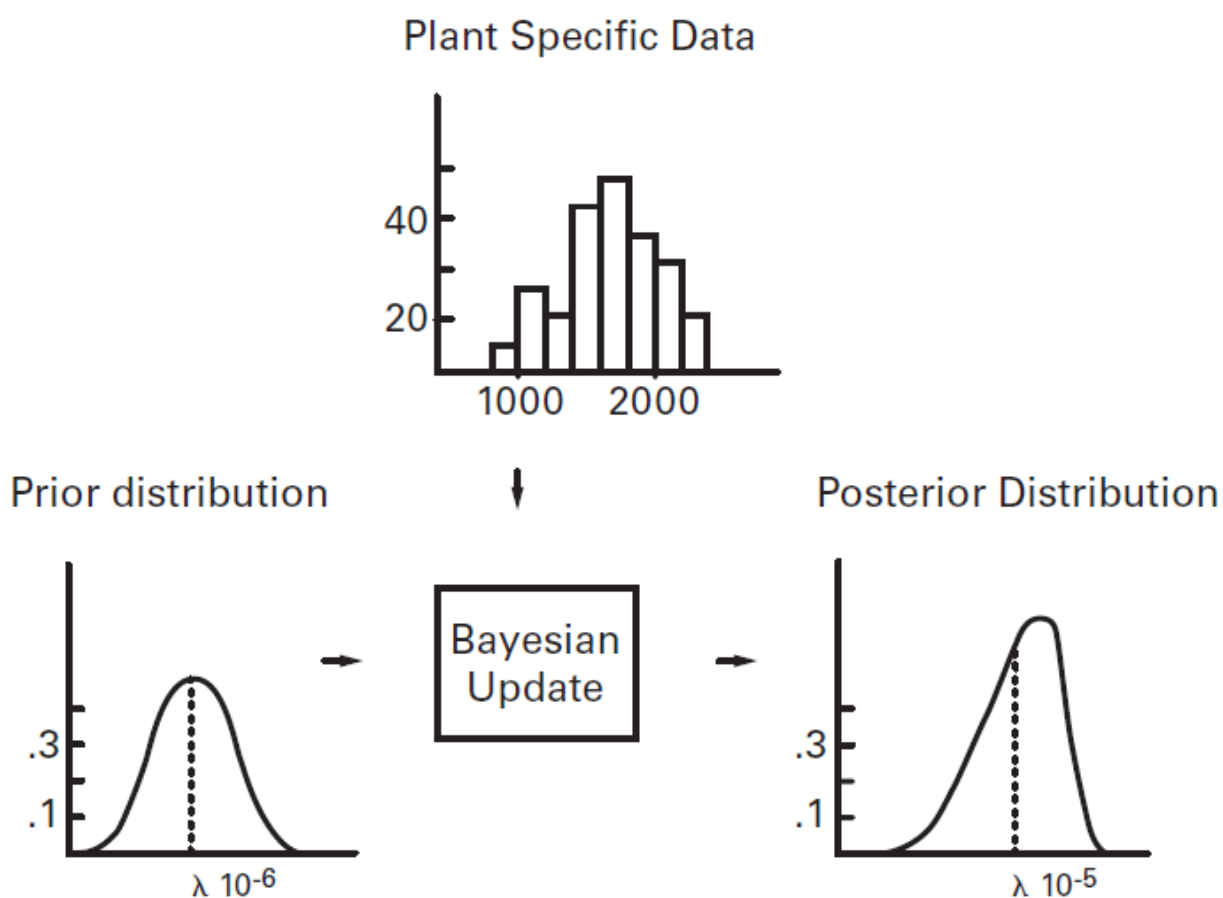 Plant Specific Data
40
20
1000 2000
Prior distribution
Posterior Distribution
Bayesian
Update
.3
.1
λ 10-6
.3
.1
λ 10-5